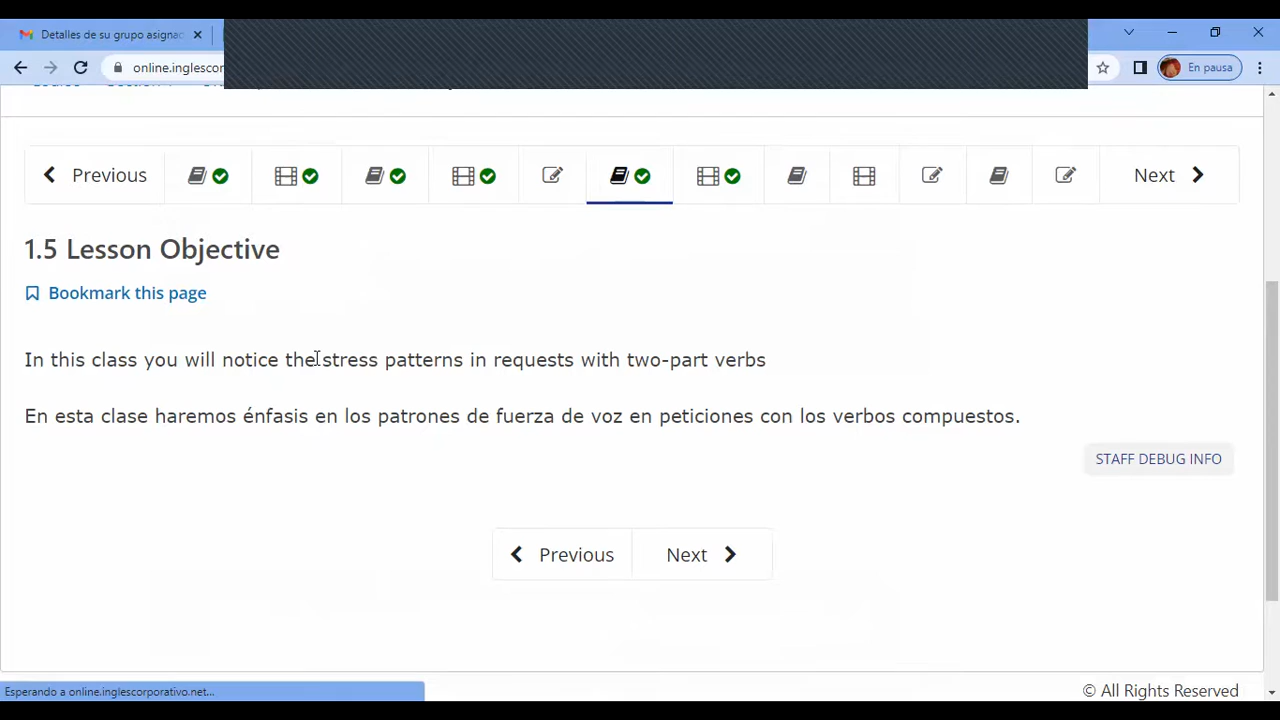 Detalles de su grupo asignac
online.inglescor
En pausa
Previous
Next
1.5 Lesson Objective
Bookmark this page
In this class you will notice the stress patterns in requests with two-part verbs
En esta clase haremos énfasis en los patrones de fuerza de voz en peticiones con los verbos compuestos.
STAFF DEBUG INFO
Previous
Next
Esperando a online.inglescorporativo.net...
© All Rights Reserved